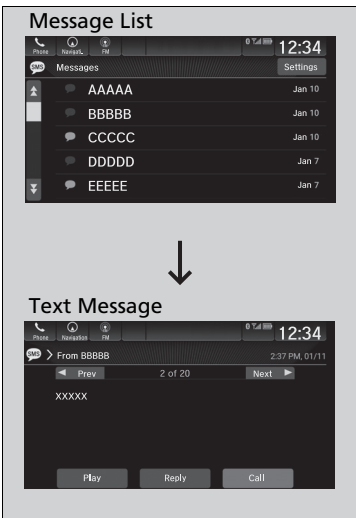 Message List
Phone Navigati.. FM 12:34
SMS Messages Settings
AAAAA Jan 10
BBBBB Jan 10
CCCCC Jan 10
DDDDD Jan 7
EEEEE Jan 7
Text Message
Phone Navigation FM 12:34
SMS From BBBBB 2:37 PM, 01/11
Prev 2 of 20 Next
xxxxx
Play Reply Call